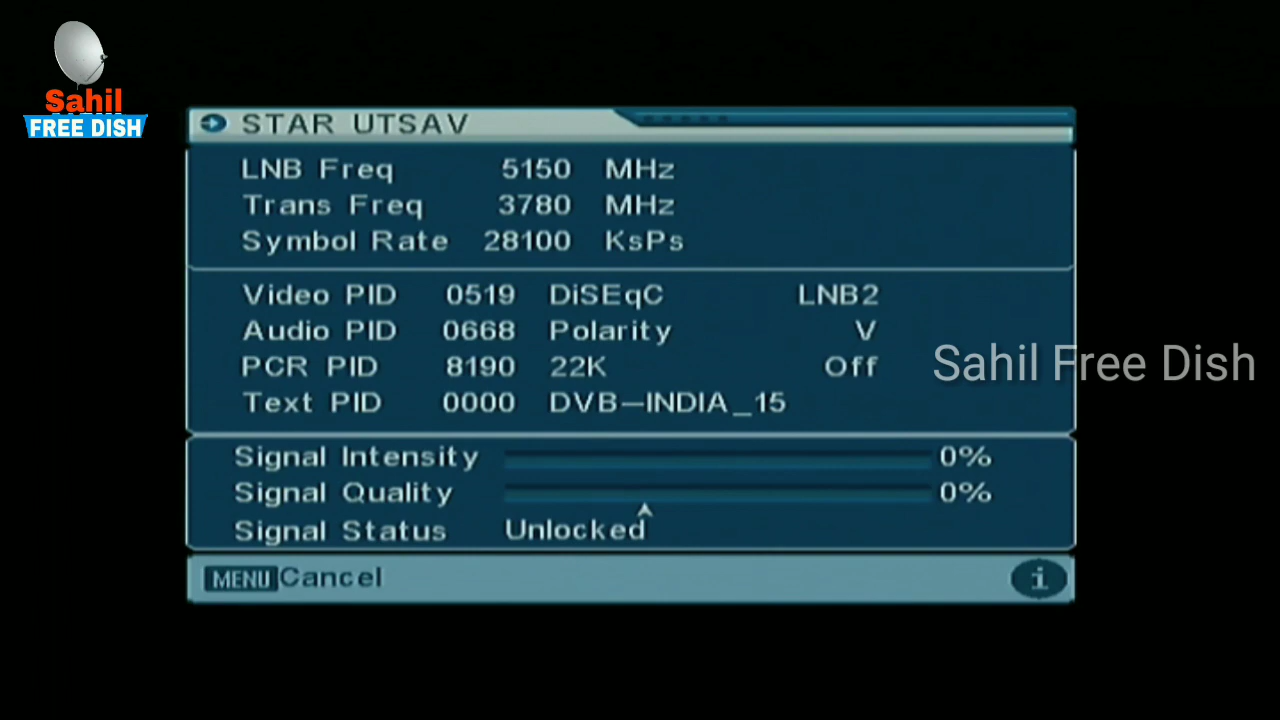 Sahil
FREE DISH
STAR UTSAV
LNB Freq 5150 MHz
Trans Freq 3780 MHz
Symbol Rate 28100 KsPs
Video PID 0519 DiSEqC LNB2
Audio PID 0668 Polarity V
PCR PID 8190 22K Off
Text PID 0000 DVB-INDIA_15
Sahil Free Dish
Signal Intensity 0%
Signal Quality 0%
Signal Status Unlocked
MENU Cancel i